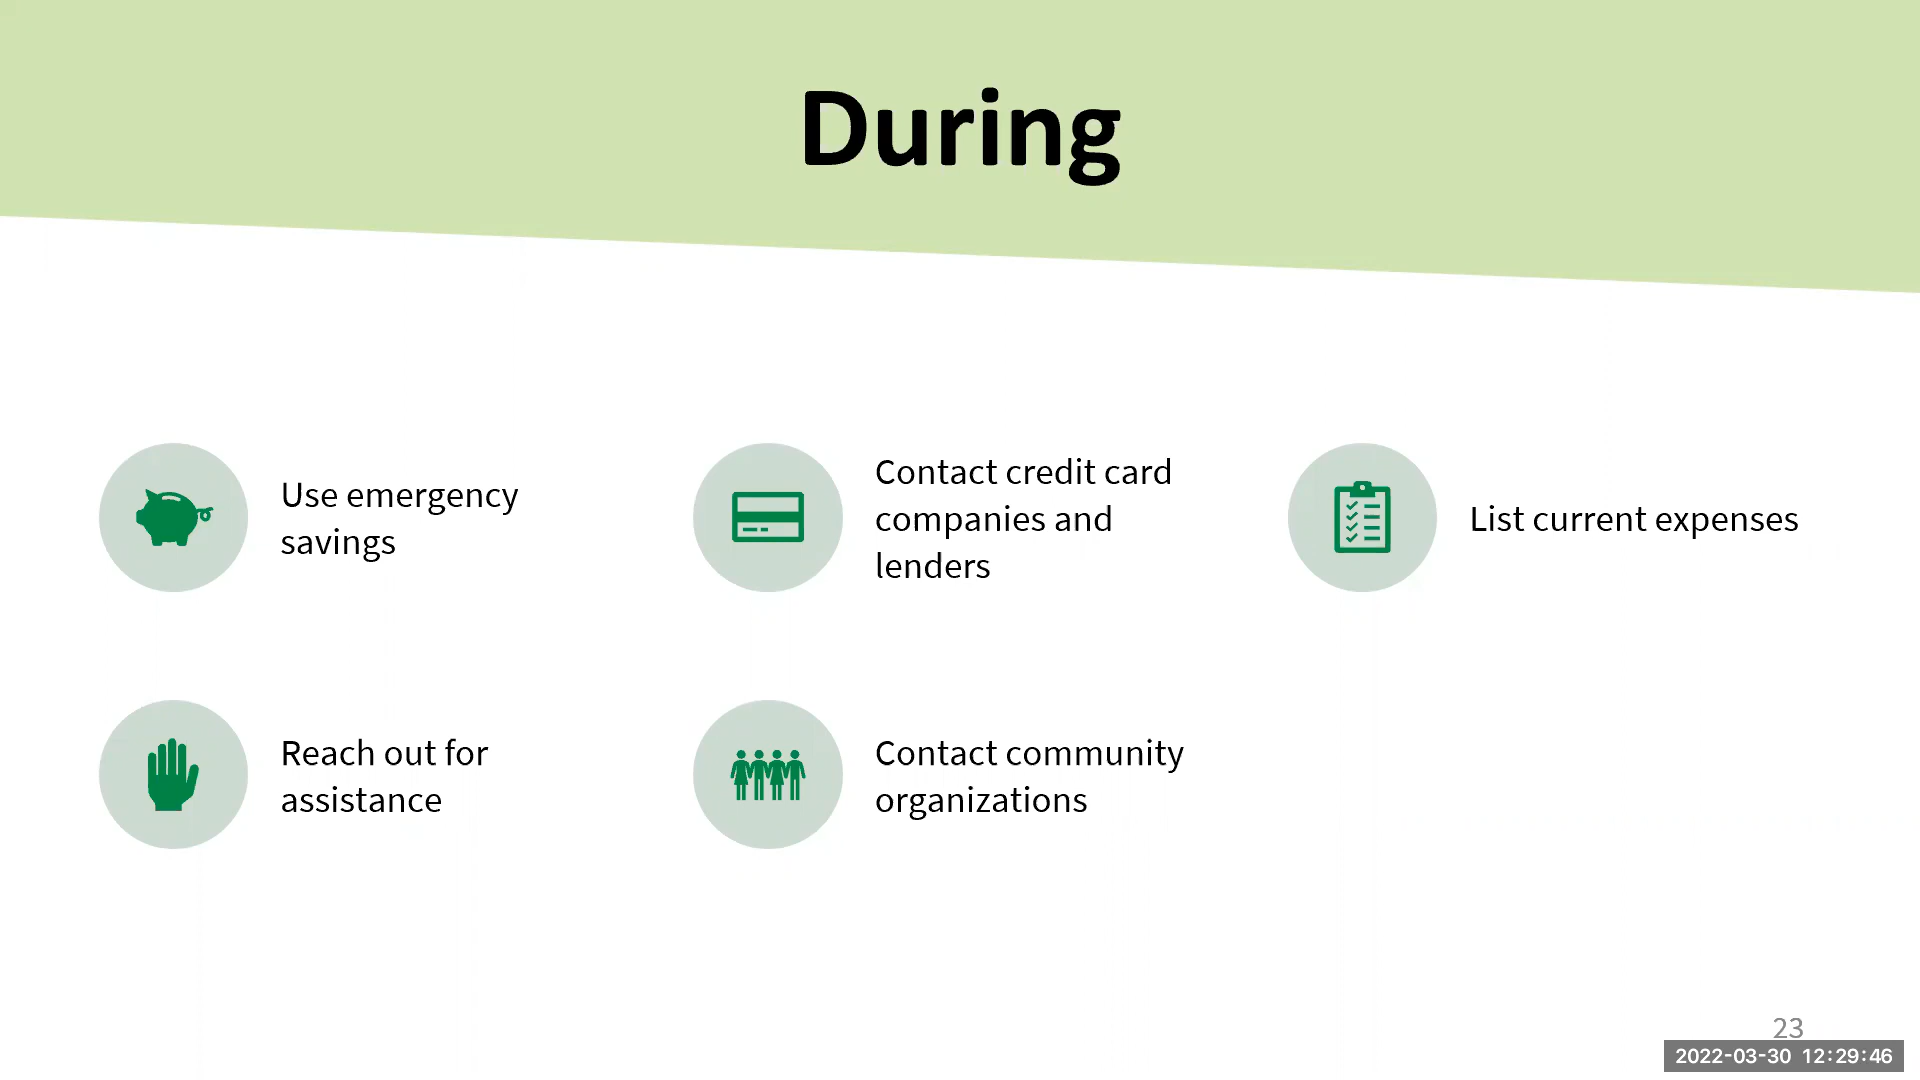 During
Use emergency
savings
Contact credit card
companies and
lenders
List current expenses
Reach out for
assistance
Contact community
organizations
23
2022-03-30 12:29:46